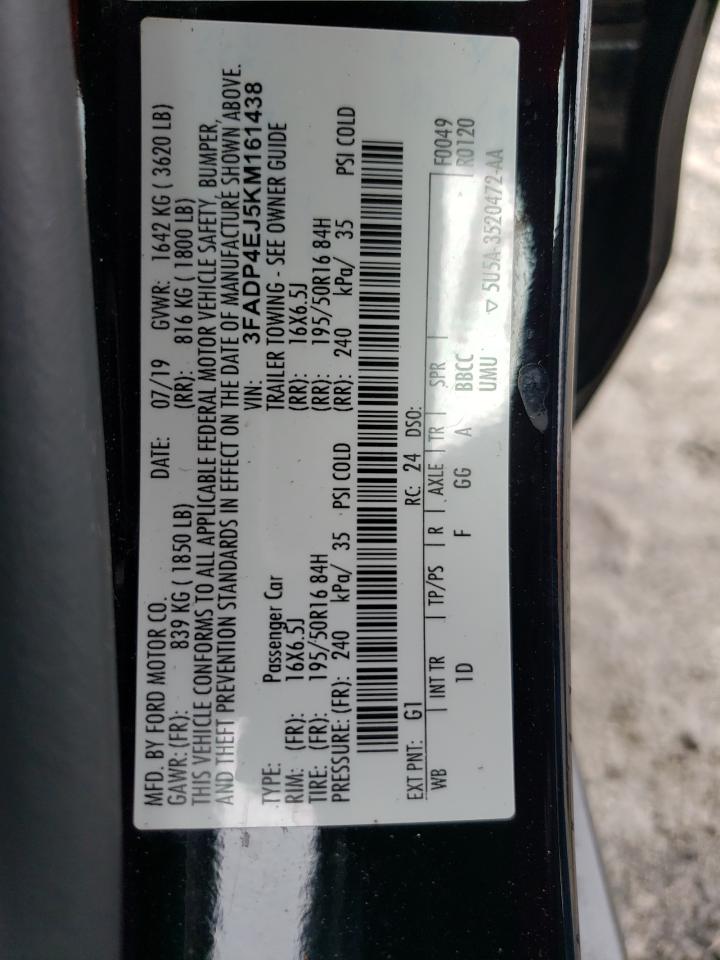 MFD. BY FORD MOTOR CO. DATE: 07/19 GVWR: 1642 KG ( 3620 LB)
GAWR: (FR): 839 KG ( 1850 LB) (RR): 816 KG ( 1800 LB)
THIS VEHICLE CONFORMS TO ALL APPLICABLE FEDERAL MOTOR VEHICLE SAFETY, BUMPER,
AND THEFT PREVENTION STANDARDS IN EFFECT ON THE DATE OF MANUFACTURE SHOWN ABOVE.
VIN: 3FADP4EJ5KM161438
TYPE: Passenger Car TRAILER TOWING - SEE OWNER GUIDE
RIM: (FR): 16X6.5J (RR): 16X6.5J
TIRE: (FR): 195/50R16 84H (RR): 195/50R16 84H
PRESSURE: (FR): 240 kPa/ 35 PSI COLD (RR): 240 kPa/ 35 PSI COLD
EXT PNT: G1 RC: 24 DSO: F0049
WB INT TR TP/PS R AXLE TR SPR R0120
1D F GG A BBCC
UMU ▽ 5U5A-3520472-AA